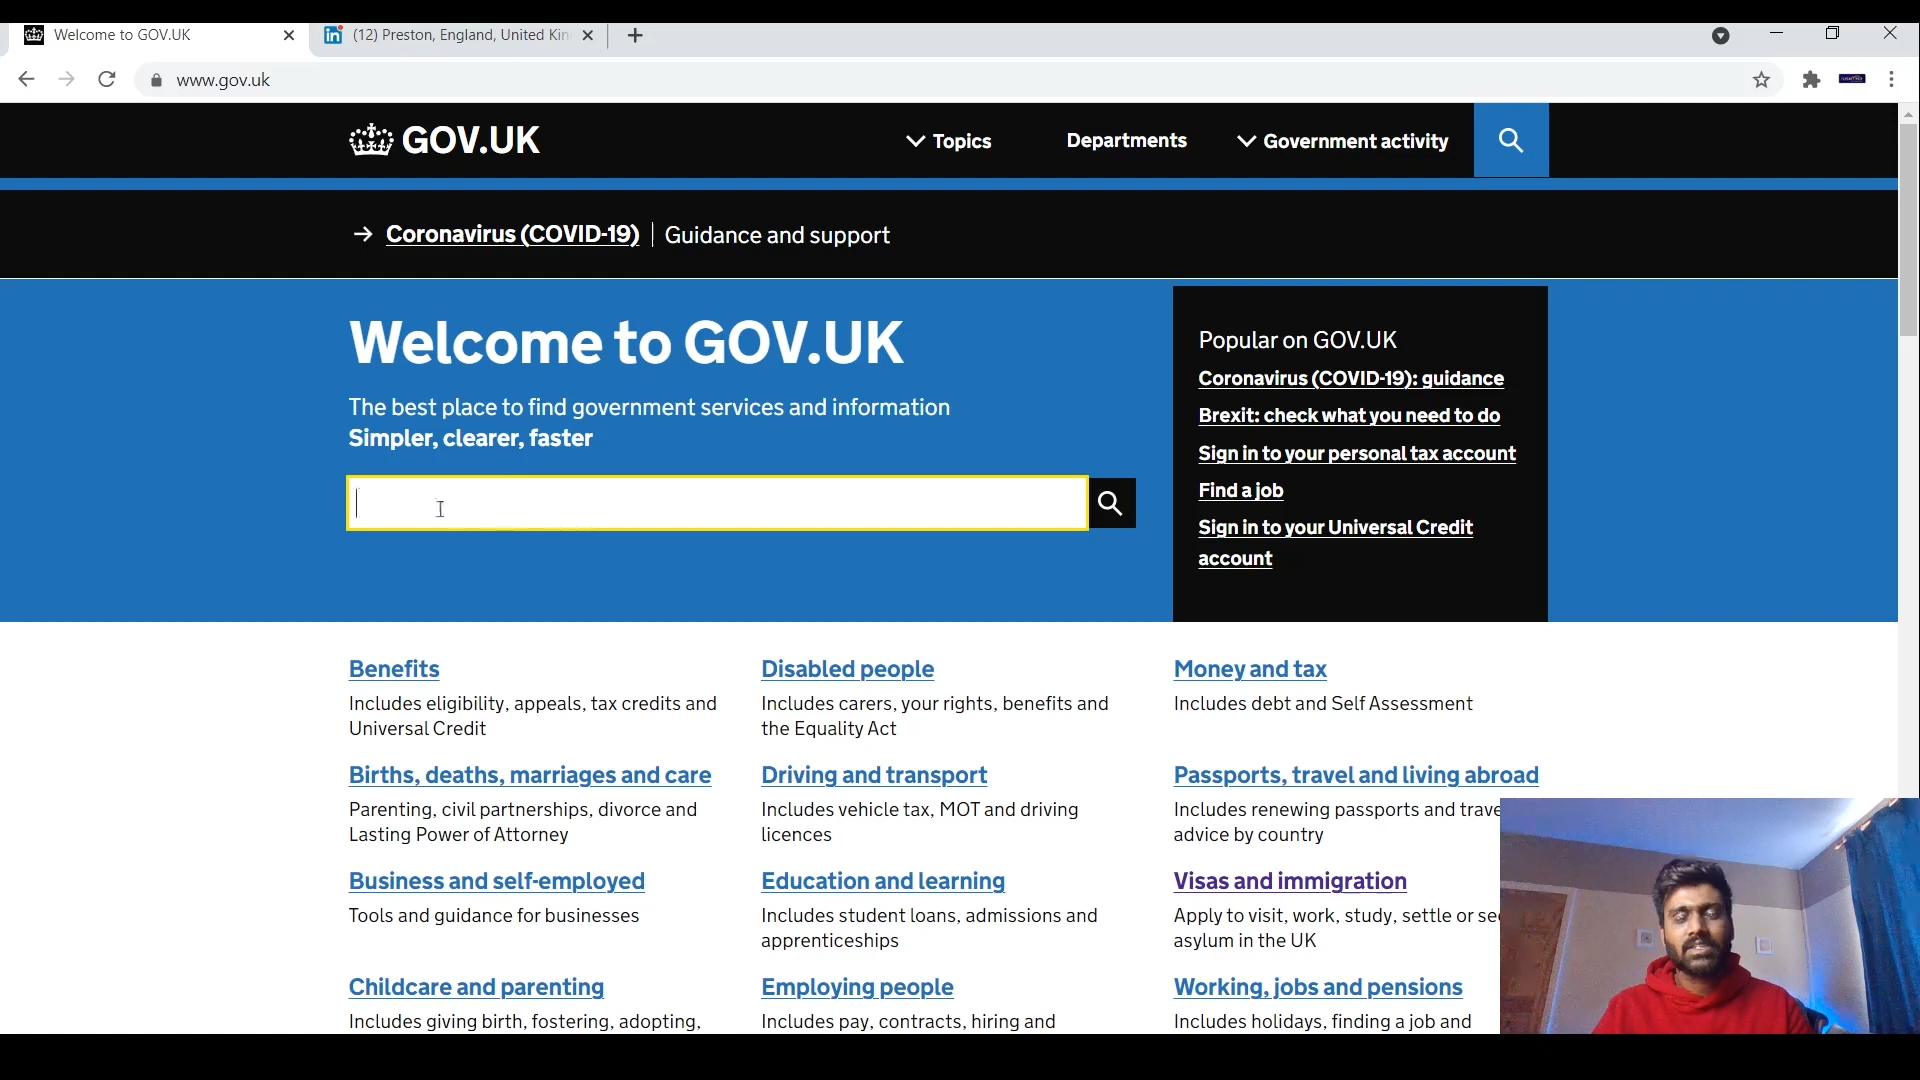 Welcome to GOV.UK
(12) Preston, England, United Kin
www.gov.uk
GOV.UK
Topics
Departments
Government activity
Coronavirus (COVID-19)
Guidance and support
Welcome to GOV.UK
The best place to find government services and information
Simpler, clearer, faster
Popular on GOV.UK
Coronavirus (COVID-19): guidance
Brexit: check what you need to do
Sign in to your personal tax account
Find a job
Sign in to your Universal Credit
account
Benefits
Includes eligibility, appeals, tax credits and
Universal Credit
Disabled people
Includes carers, your rights, benefits and
the Equality Act
Money and tax
Includes debt and Self Assessment
Births, deaths, marriages and care
Parenting, civil partnerships, divorce and
Lasting Power of Attorney
Driving and transport
Includes vehicle tax, MOT and driving
licences
Passports, travel and living abroad
Includes renewing passports and trave
advice by country
Business and self-employed
Tools and guidance for businesses
Education and learning
Includes student loans, admissions and
apprenticeships
Visas and immigration
Apply to visit, work, study, settle or se
asylum in the UK
Childcare and parenting
Includes giving birth, fostering, adopting,
Employing people
Includes pay, contracts, hiring and
Working, jobs and pensions
Includes holidays, finding a job and